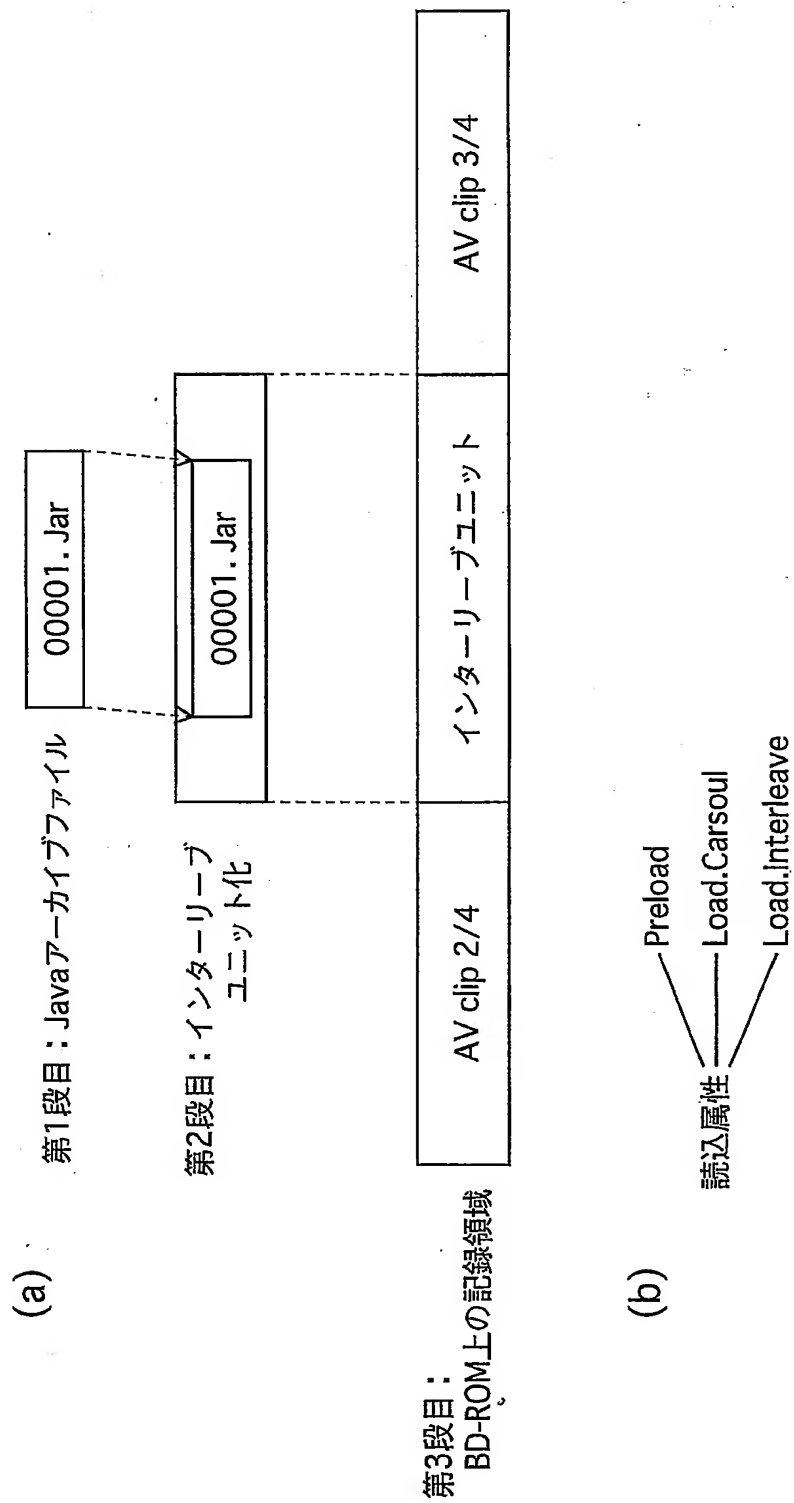 (a)
第1段目：Javaアーカイブファイル
00001.Jar
第2段目：インターリーブ
ユニット化
00001.Jar
第3段目：
BD-ROM上の記録領域
AV clip 2/4
インターリーブユニット
AV clip 3/4
(b)
読込属性
Preload
Load.Carsoul
Load.Interleave